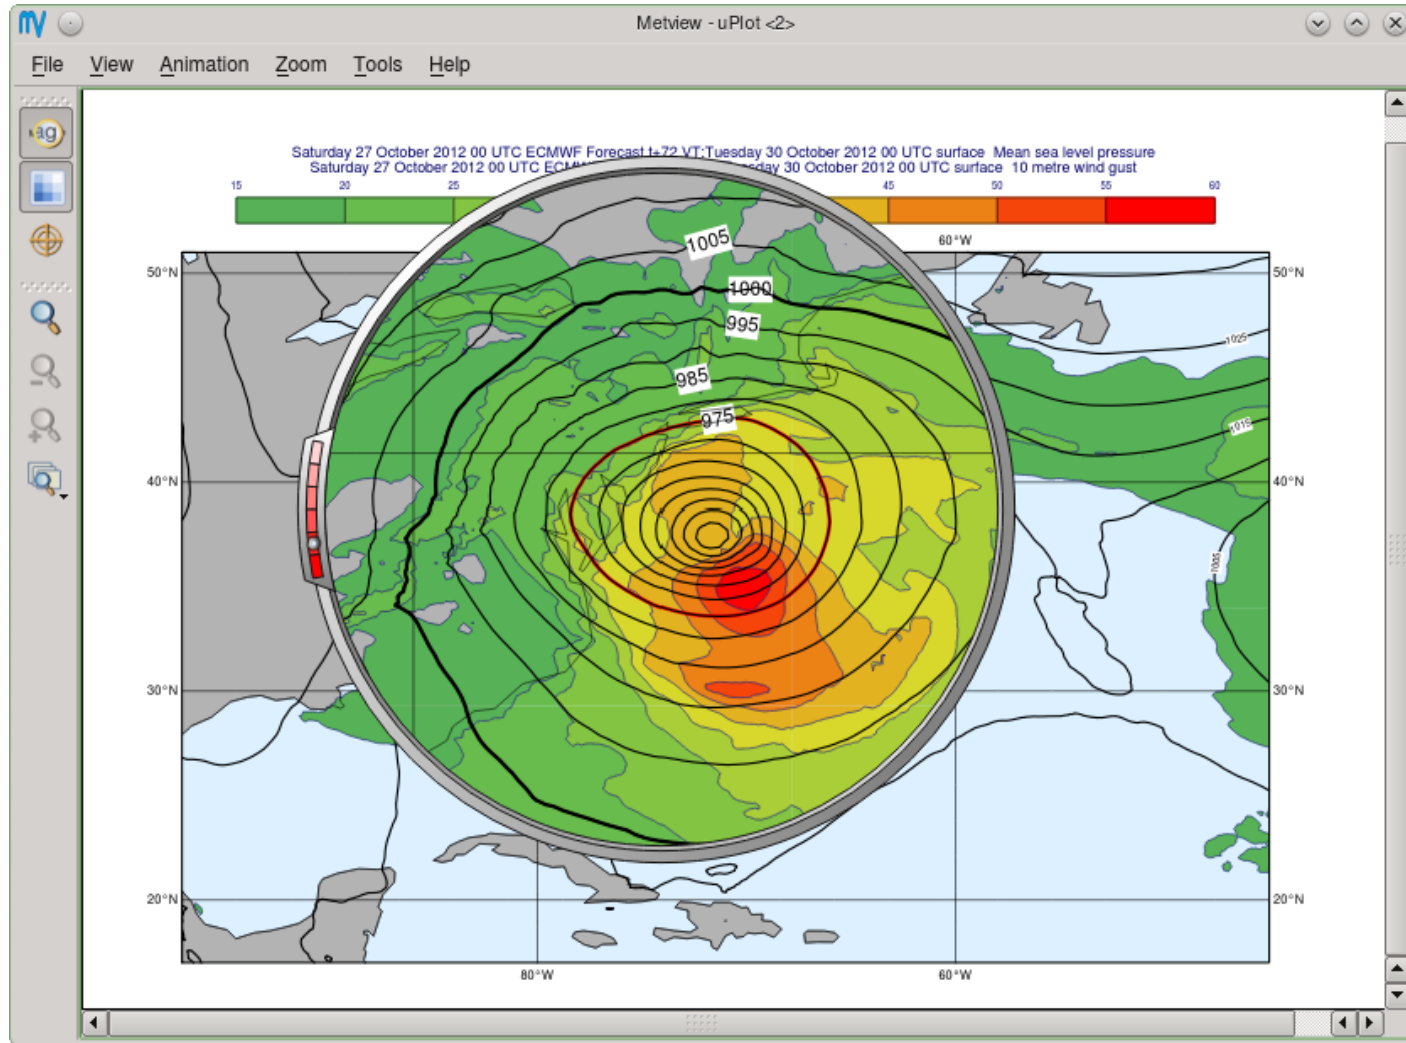 Metview - uPlot <2>
File View Animation Zoom Tools Help
ag
Saturday 27 October 2012 00 UTC ECMWF Forecast t+72 VT:Tuesday 30 October 2012 00 UTC surface Mean sea level pressure
Saturday 27 October 2012 00 UTC ECMWF day 30 October 2012 00 UTC surface 10 metre wind gust
15 20 25 45 50 55 60
60°W
1005
50°N 50°N
1000
995
1025
985
975
1015
40°N 40°N
1005
30°N 30°N
20°N 20°N
80°W 60°W